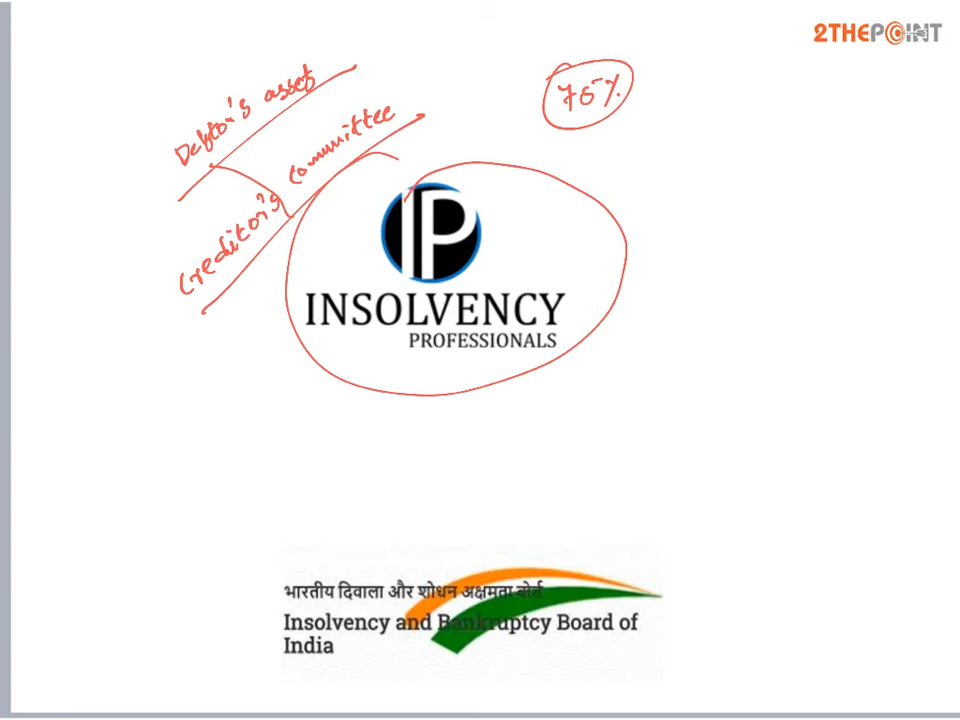 2THEPOINT
75%
Debtor's asset
Creditor's committee
IP
INSOLVENCY
PROFESSIONALS
भारतीय दिवाला और शोधन अक्षमता बोर्ड
Insolvency and Bankruptcy Board of
India